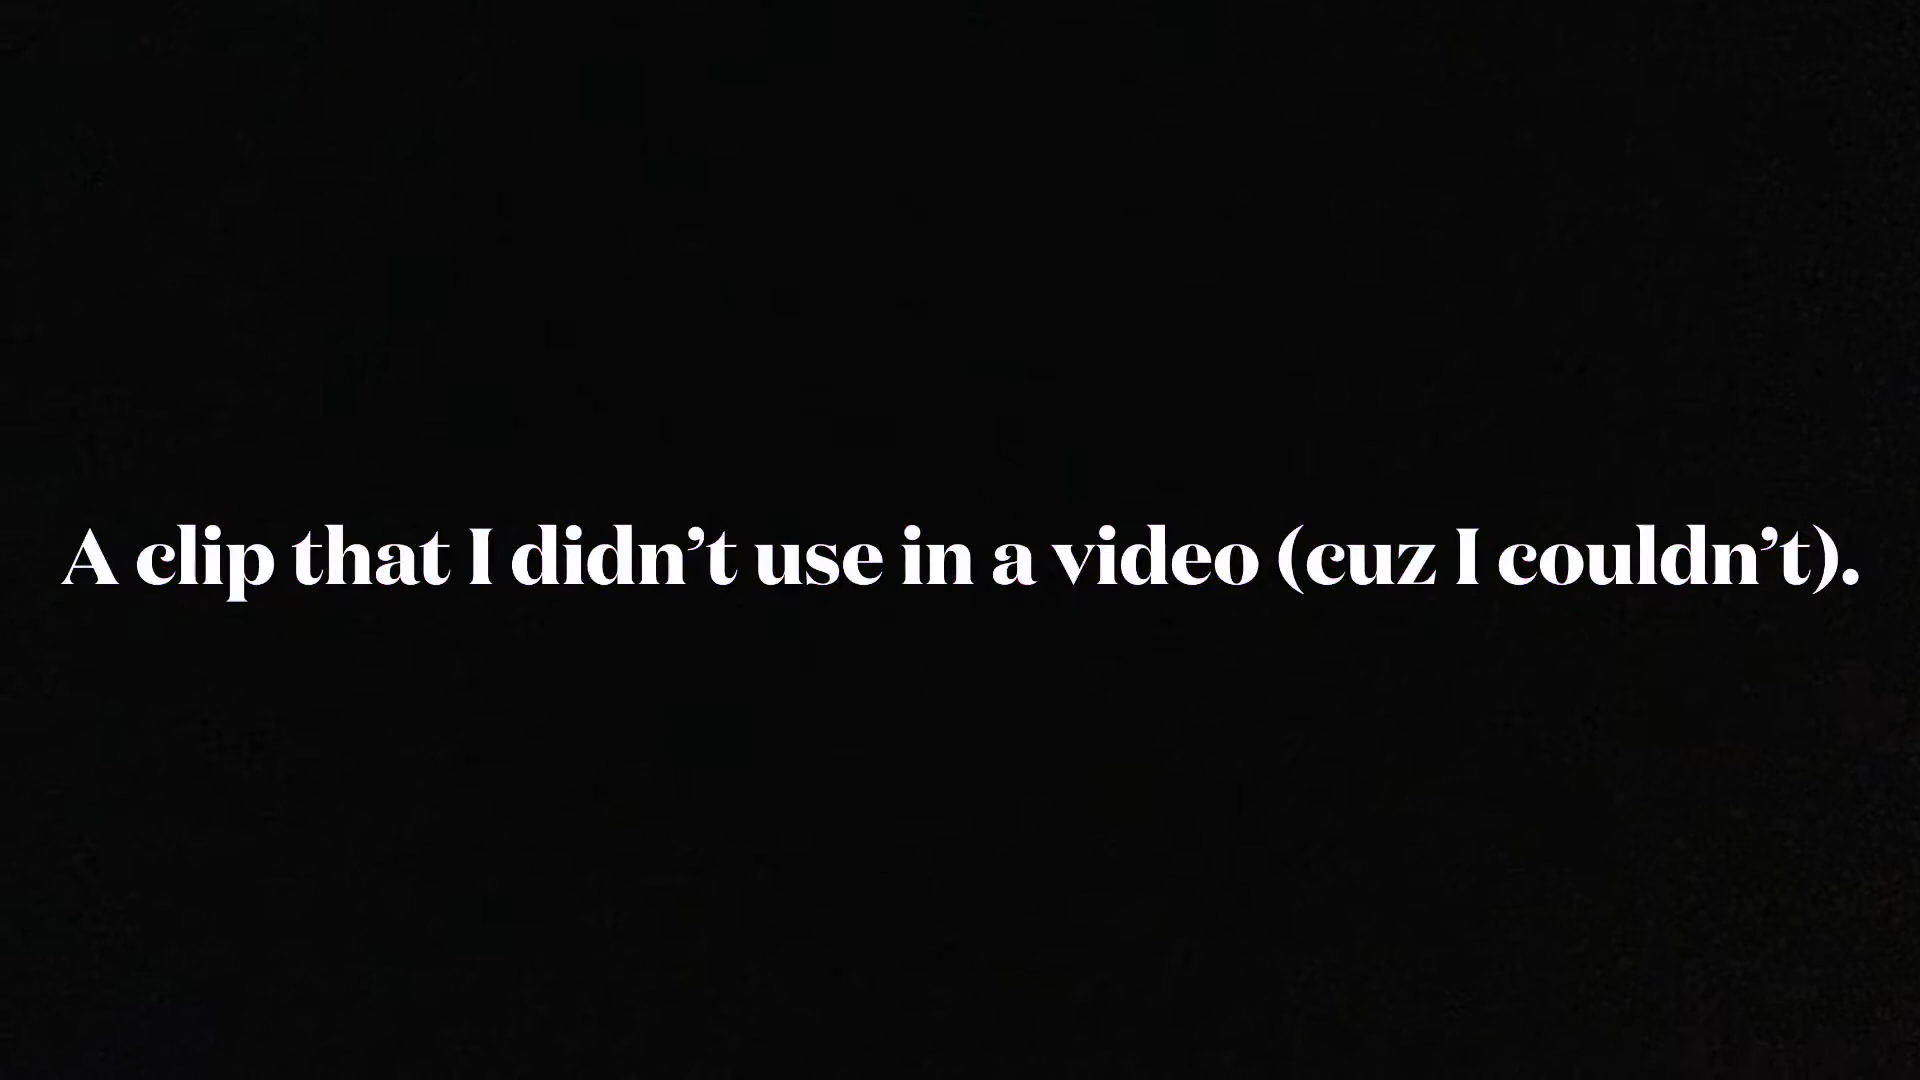 A clip that I didn’t use in a video (cuz I couldn’t).